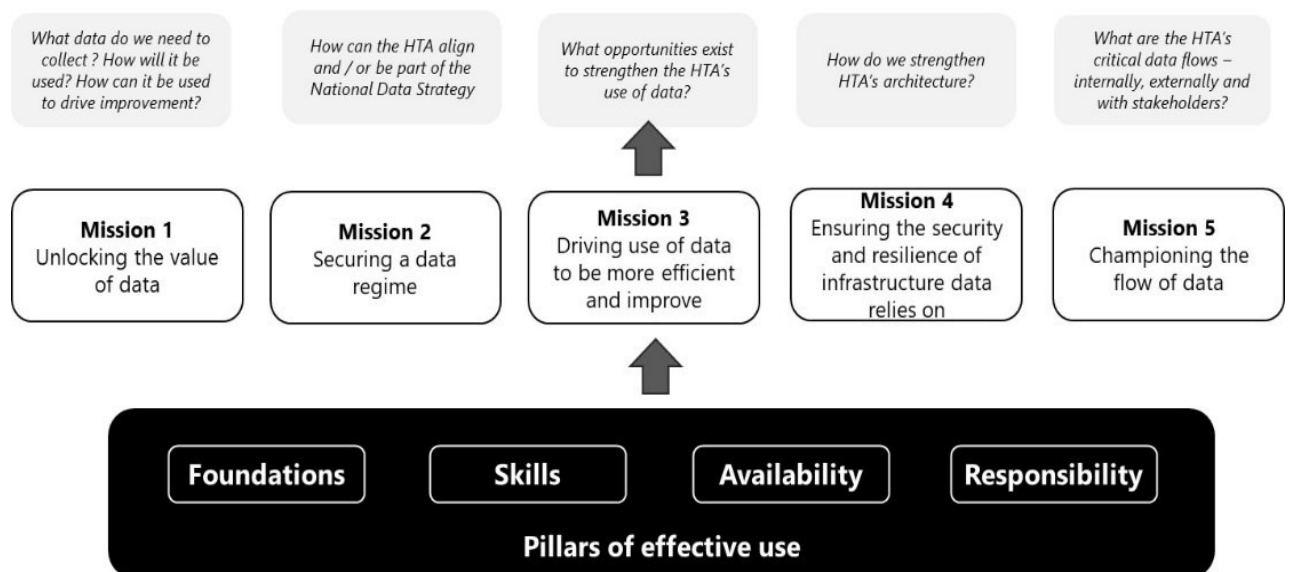 What data do we need to
collect ? How will it be
used? How can it be used
to drive improvement?
How can the HTA align
and / or be part of the
National Data Strategy
What opportunities exist
to strengthen the HTA's
use of data?
How do we strengthen
HTA's architecture?
What are the HTA's
critical data flows –
internally, externally and
with stakeholders?
Mission 1
Unlocking the value
of data
Mission 2
Securing a data
regime
Mission 3
Driving use of data
to be more efficient
and improve
Mission 4
Ensuring the security
and resilience of
infrastructure data
relies on
Mission 5
Championing the
flow of data
Foundations
Skills
Availability
Responsibility
Pillars of effective use